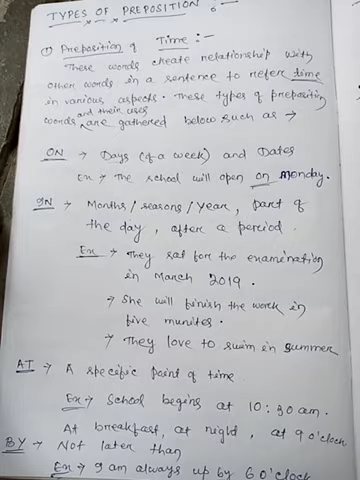 TYPES OF PREPOSITION :-
① Preposition of Time :-
These words create relationship with
other words in a sentence to refer time
in various aspects. These types of preposition
and their uses
words are gathered below such as →
ON → Days (of a week) and Dates
Ex → The school will open on Monday.
IN → Months / seasons / Year, part of
the day, after a period.
Ex → They sat for the examination
in March 2019.
→ She will finish the work in
five munites.
→ They love to swim in summer
AT → A specific point of time
Ex → School begins at 10:30 am.
At breakfast, at night, at 9 o'clock
BY → Not later than
Ex → I am always up by 6 o'clock